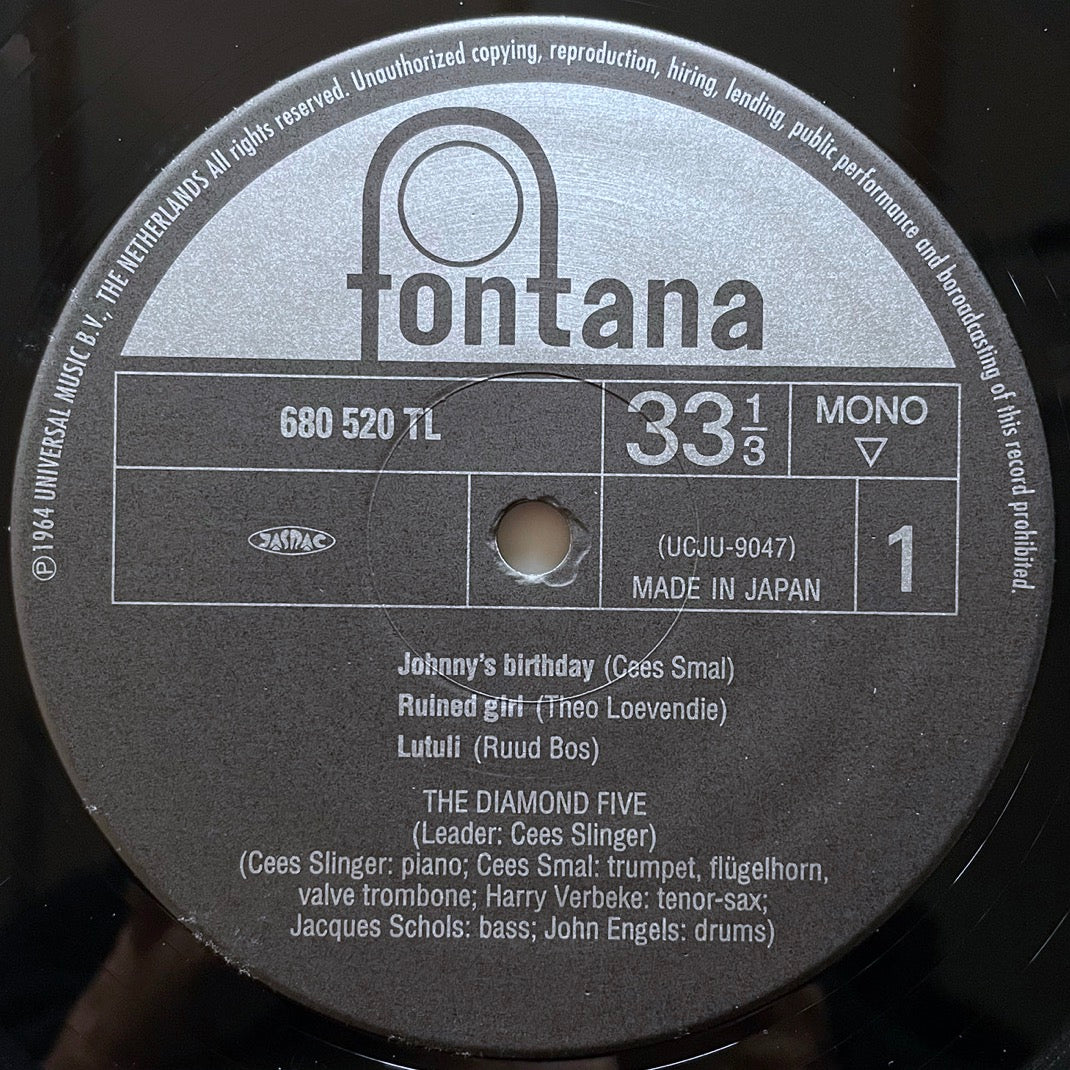 ℗1964 UNIVERSAL MUSIC B.V., THE NETHERLANDS All rights reserved. Unauthorized copying, reproduction, hiring, lending, public performance and boroadcasting of this record prohibited.
fontana
680 520 TL
33 1/3
MONO
▽
JASRAC
(UCJU-9047)
MADE IN JAPAN
1
Johnny's birthday (Cees Smal)
Ruined girl (Theo Loevendie)
Lutuli (Ruud Bos)
THE DIAMOND FIVE
(Leader: Cees Slinger)
(Cees Slinger: piano; Cees Smal: trumpet, flügelhorn,
valve trombone; Harry Verbeke: tenor-sax;
Jacques Schols: bass; John Engels: drums)